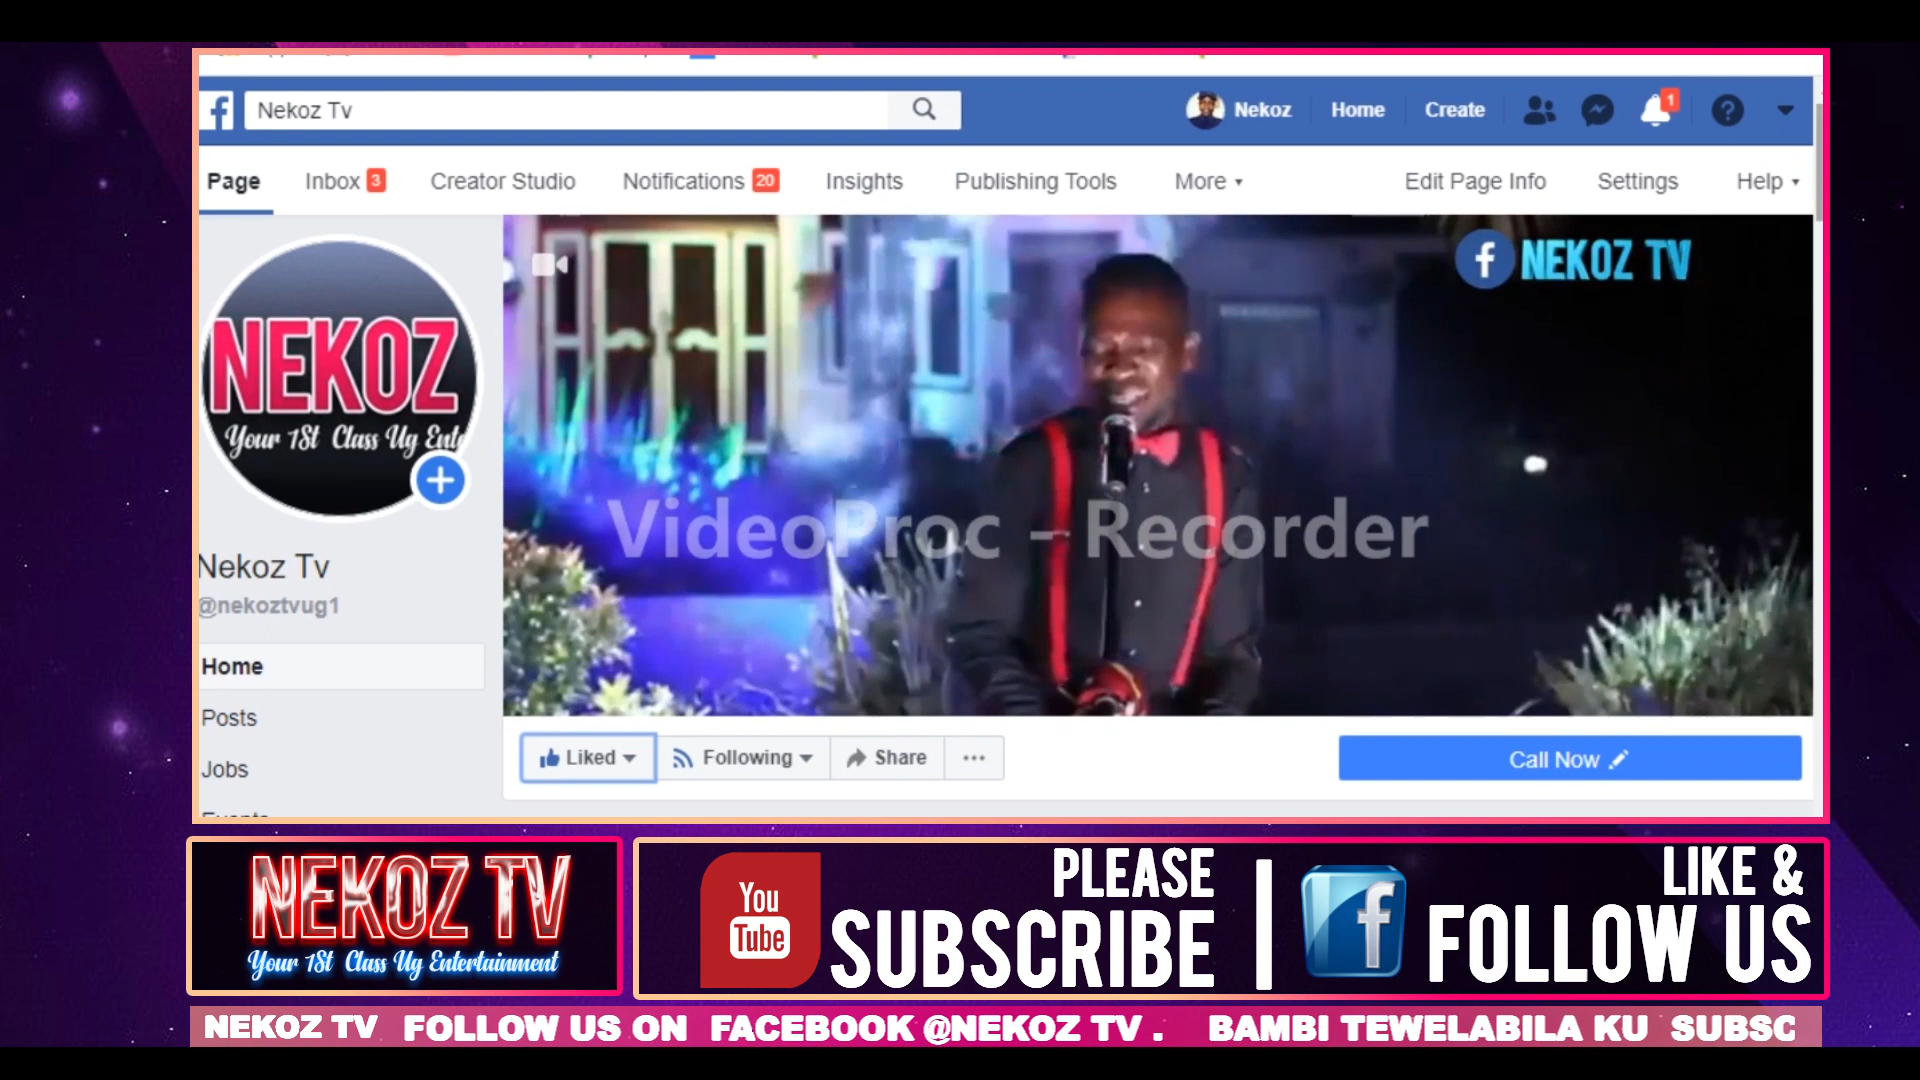 Nekoz Tv
Nekoz
Home
Create
1
Page
Inbox 3
Creator Studio
Notifications 20
Insights
Publishing Tools
More
Edit Page Info
Settings
Help
NEKOZ
Your 1St Class Ug Ente
NEKOZ TV
VideoProc - Recorder
Nekoz Tv
@nekoztvug1
Home
Posts
Jobs
Liked
Following
Share
Call Now
NEKOZ TV
Your 1St Class Ug Entertainment
You
Tube
PLEASE
SUBSCRIBE
LIKE &
FOLLOW US
NEKOZ TV FOLLOW US ON FACEBOOK @NEKOZ TV . BAMBI TEWELABILA KU SUBSC